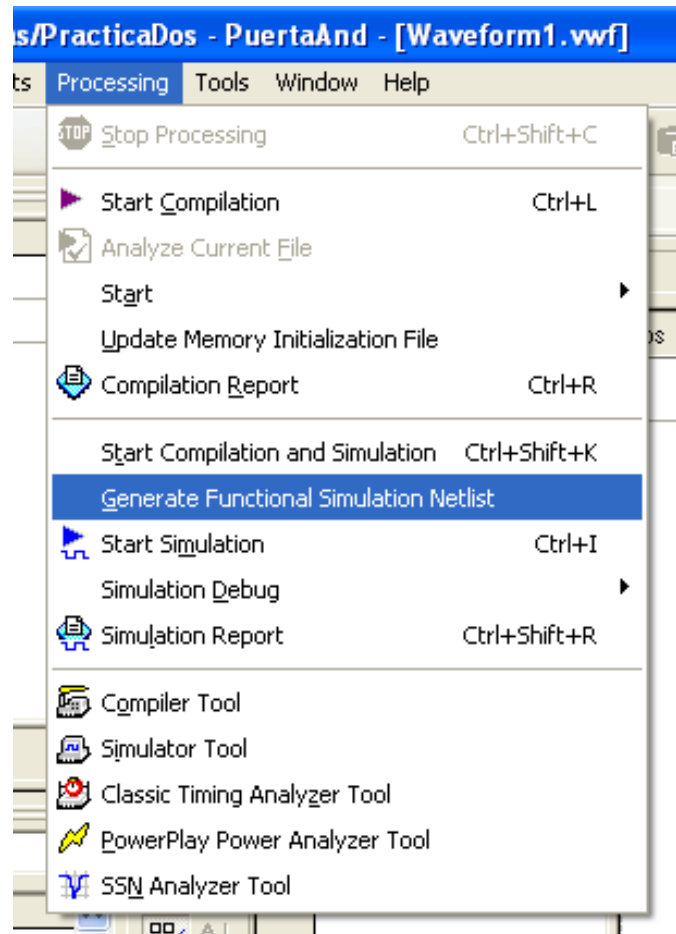 as/PracticaDos - PuertaAnd - [Waveform1.vwf]
ts Processing Tools Window Help
STOP Stop Processing Ctrl+Shift+C
Start Compilation Ctrl+L
Analyze Current File
Start
Update Memory Initialization File
Compilation Report Ctrl+R
Start Compilation and Simulation Ctrl+Shift+K
Generate Functional Simulation Netlist
Start Simulation Ctrl+I
Simulation Debug
Simulation Report Ctrl+Shift+R
Compiler Tool
Simulator Tool
Classic Timing Analyzer Tool
PowerPlay Power Analyzer Tool
SSN Analyzer Tool